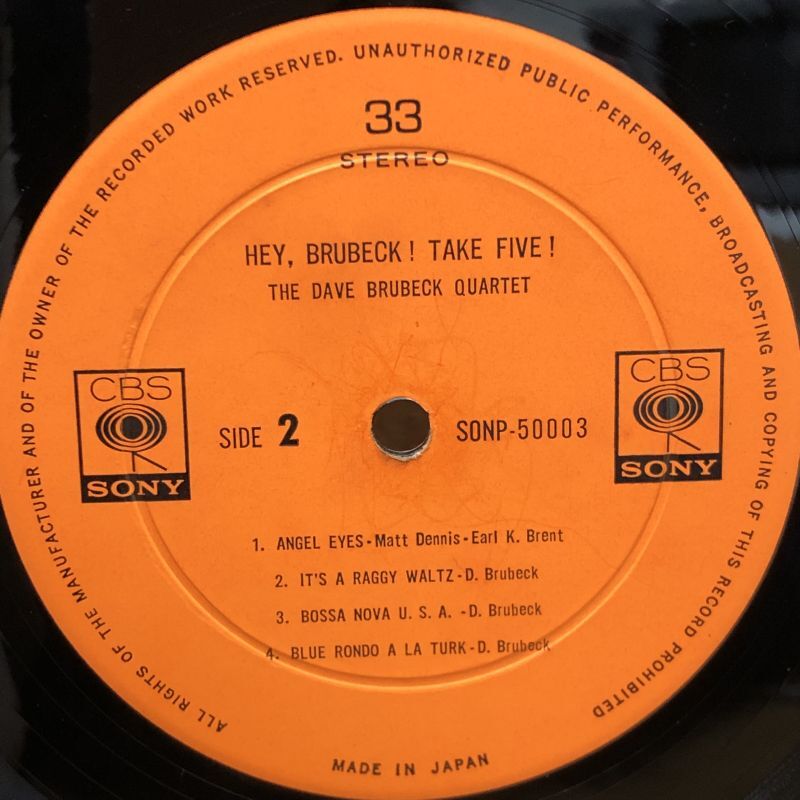 ALL RIGHTS OF THE MANUFACTURER AND OF THE OWNER OF THE RECORDED WORK RESERVED. UNAUTHORIZED PUBLIC PERFORMANCE, BROADCASTING AND COPYING OF THIS RECORD PROHIBITED
33
STEREO
HEY, BRUBECK! TAKE FIVE!
THE DAVE BRUBECK QUARTET
CBS
SONY
SIDE 2
SONP-50003
CBS
SONY
1. ANGEL EYES-Matt Dennis-Earl K. Brent
2. IT'S A RAGGY WALTZ-D. Brubeck
3. BOSSA NOVA U. S. A. -D. Brubeck
4. BLUE RONDO A LA TURK-D. Brubeck
MADE IN JAPAN